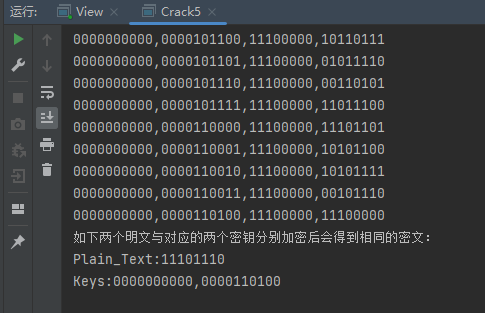 运行: View × Crack5 ×
0000000000,0000101100,11100000,10110111
0000000000,0000101101,11100000,01011110
0000000000,0000101110,11100000,00110101
0000000000,0000101111,11100000,11011100
0000000000,0000110000,11100000,11101101
0000000000,0000110001,11100000,10101100
0000000000,0000110010,11100000,10101111
0000000000,0000110011,11100000,00101110
0000000000,0000110100,11100000,11100000
如下两个明文与对应的两个密钥分别加密后会得到相同的密文:
Plain_Text:11101110
Keys:0000000000,0000110100